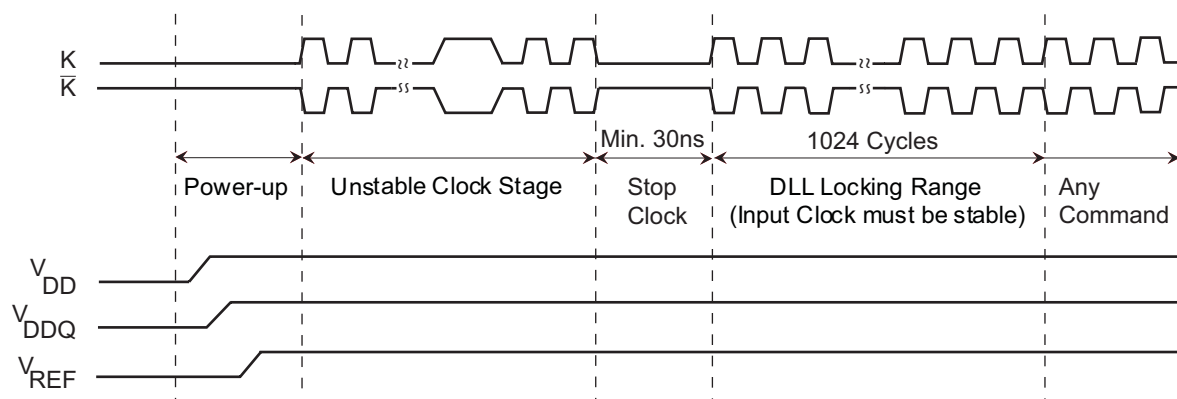 K
K̅
Min. 30ns
1024 Cycles
Power-up
Unstable Clock Stage
Stop
Clock
DLL Locking Range
(Input Clock must be stable)
Any
Command
VDD
VDDQ
VREF